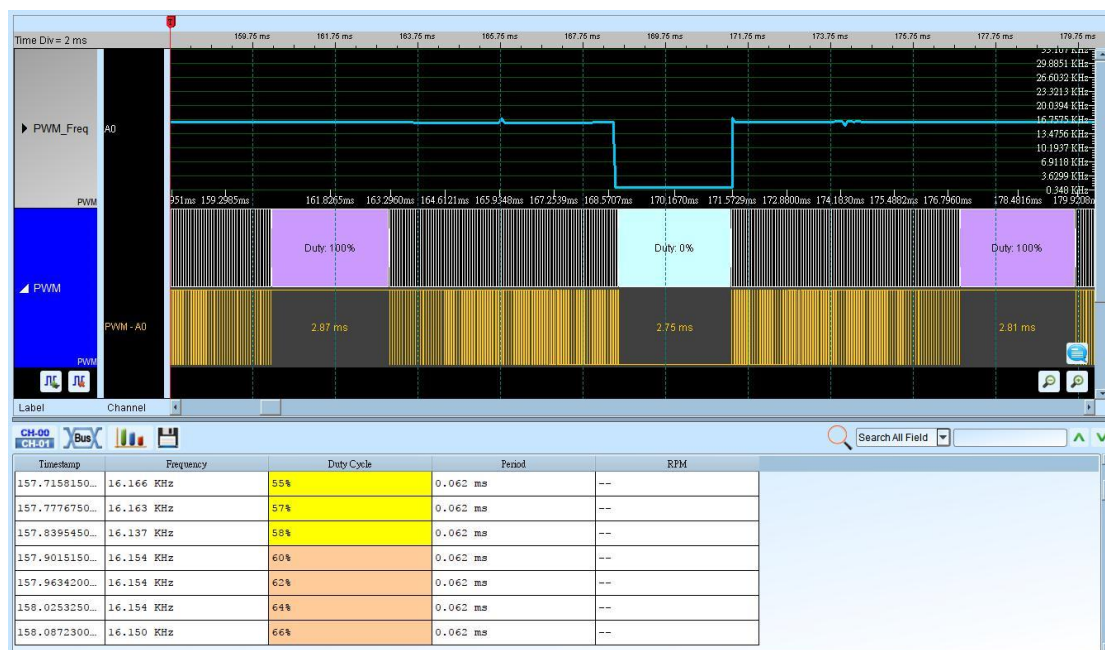 T
Time Div= 2 ms
159.75 ms 161.75 ms 163.75 ms 165.75 ms 167.75 ms 169.75 ms 171.75 ms 173.75 ms 175.75 ms 177.75 ms 179.75 ms
29.8851 KHz
26.6032 KHz
23.3213 KHz
20.0394 KHz
PWM_Freq A0
16.7575 KHz
13.4756 KHz
10.1937 KHz
6.9118 KHz
3.6299 KHz
0.348 KHz
PWM
951ms 159.2985ms 161.8265ms 163.2960ms 164.6121ms 165.9348ms 167.2539ms 168.5707ms 170.1670ms 171.5729ms 172.8800ms 174.1830ms 175.4882ms 176.7960ms 178.4816ms
Duty: 100% Duty: 0% Duty: 100%
PWM
PWM - A0 2.87 ms 2.75 ms 2.81 ms
PWM
Label Channel
CH-00 Bus Search All Field
CH-01
Timestamp Frequency Duty Cycle Period RPM
157.7158150... 16.166 KHz 55% 0.062 ms --
157.7776750... 16.163 KHz 57% 0.062 ms --
157.8395450... 16.137 KHz 58% 0.062 ms --
157.9015150... 16.154 KHz 60% 0.062 ms --
157.9634200... 16.154 KHz 62% 0.062 ms --
158.0253250... 16.154 KHz 64% 0.062 ms --
158.0872300... 16.150 KHz 66% 0.062 ms --